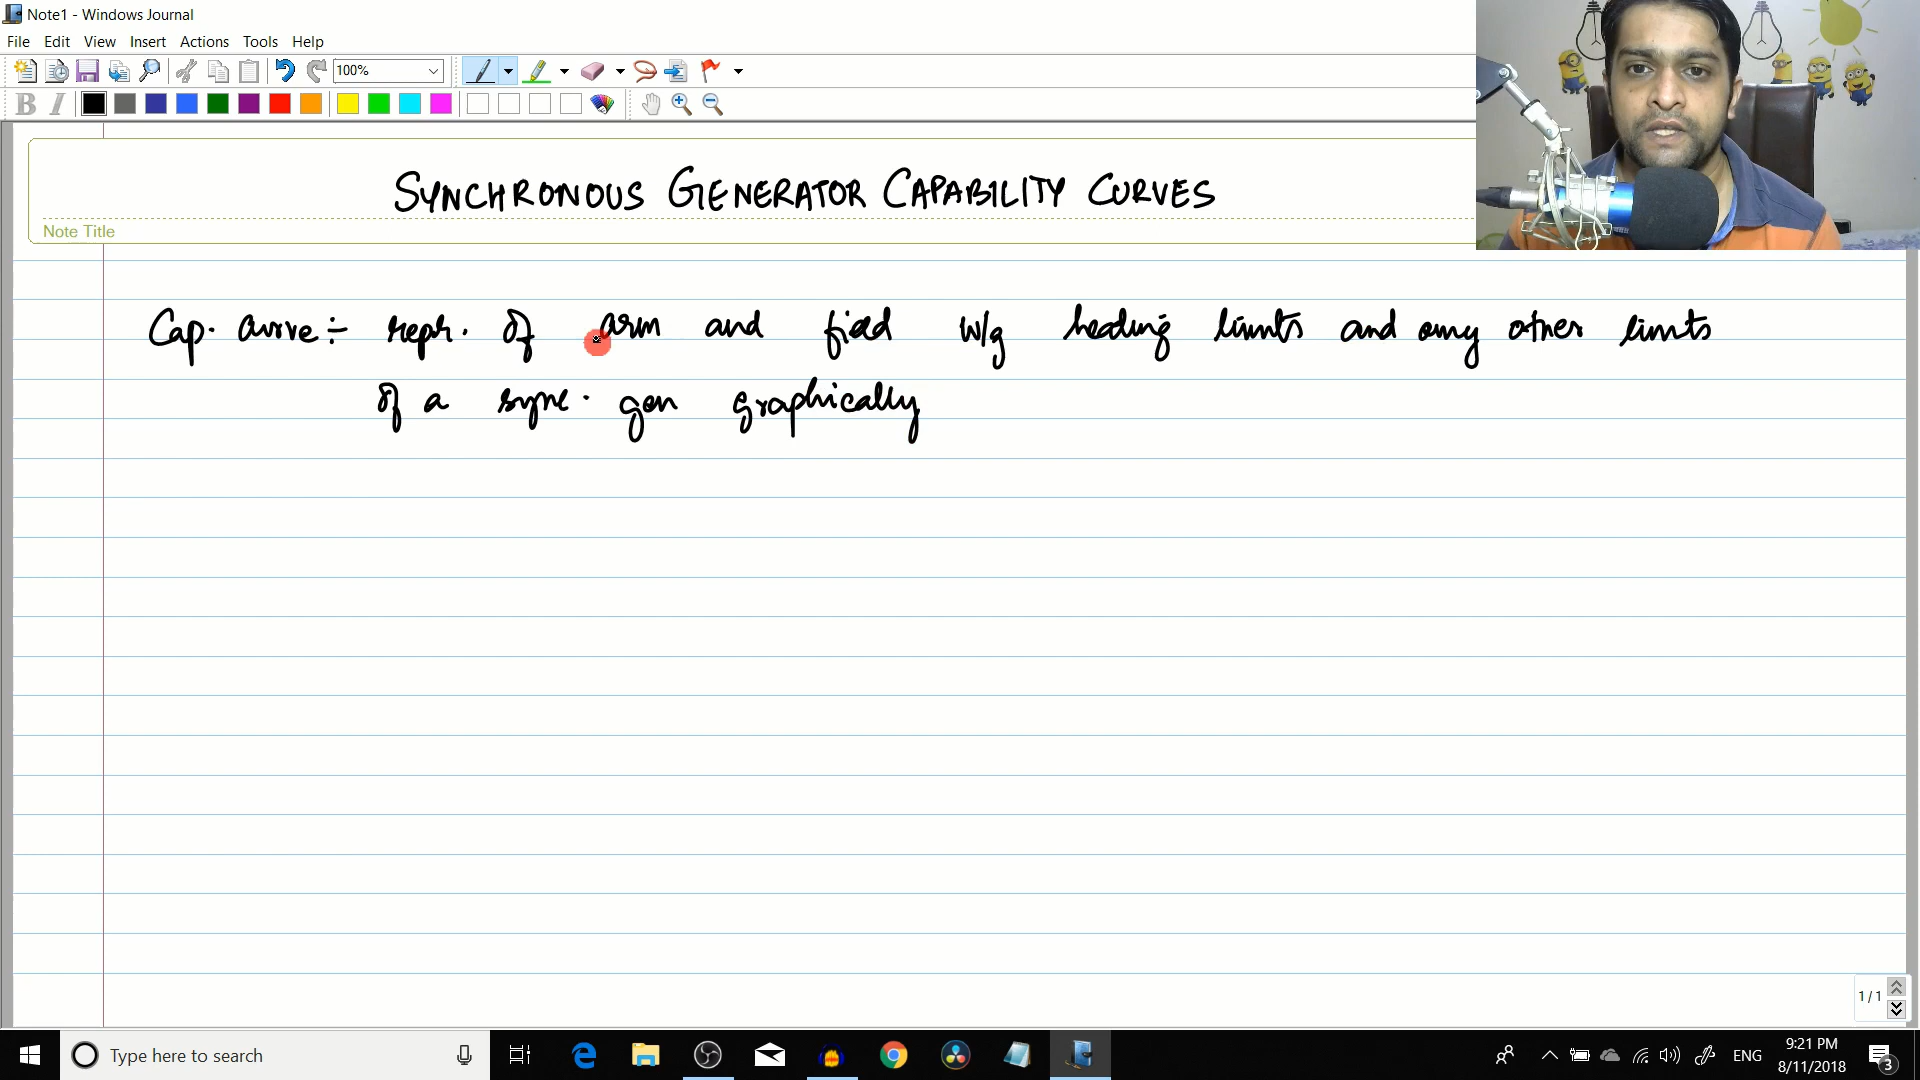 Note1 - Windows Journal
File Edit View Insert Actions Tools Help
100%
B I
SYNCHRONOUS GENERATOR CAPABILITY CURVES
Note Title
Cap. curve :- repr. of arm and field w/g heating limits and any other limits
of a sync. gen graphically
1 / 1
Type here to search
ENG
9:21 PM
8/11/2018
3